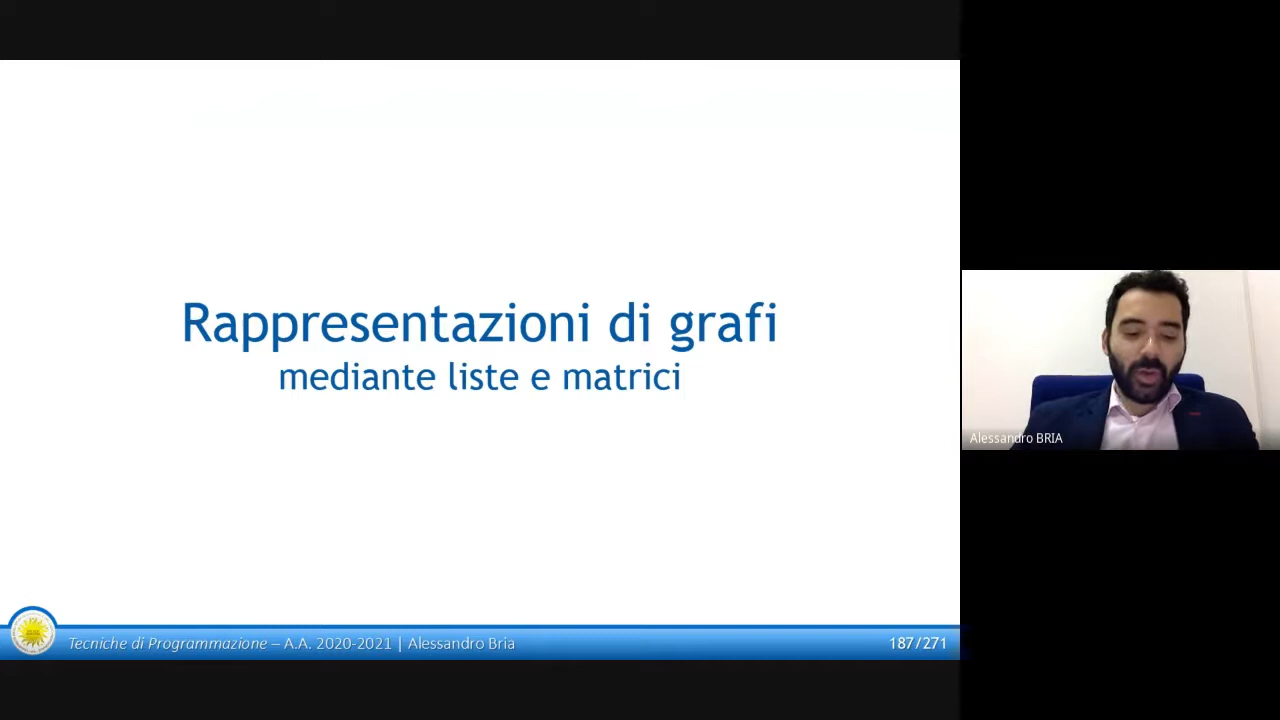 Rappresentazioni di grafi
mediante liste e matrici
Alessandro BRIA
Tecniche di Programmazione – A.A. 2020-2021 | Alessandro Bria
187/271